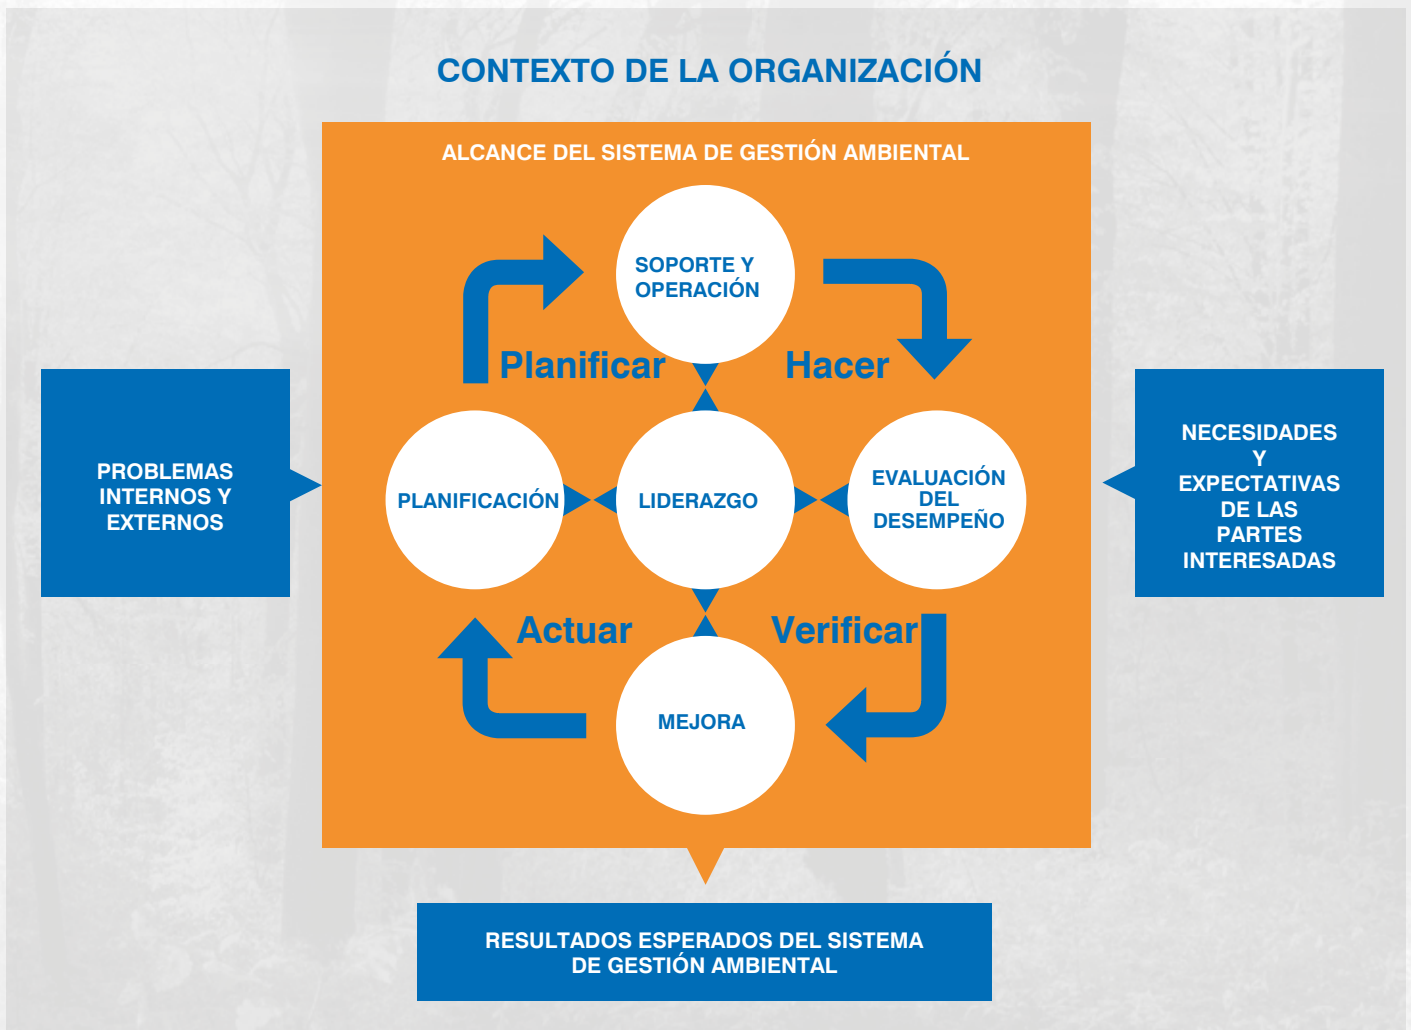 CONTEXTO DE LA ORGANIZACIÓN
ALCANCE DEL SISTEMA DE GESTIÓN AMBIENTAL
SOPORTE Y
OPERACIÓN
Planificar
Hacer
PROBLEMAS
INTERNOS Y
EXTERNOS
PLANIFICACIÓN
LIDERAZGO
EVALUACIÓN
DEL
DESEMPEÑO
NECESIDADES
Y
EXPECTATIVAS
DE LAS
PARTES
INTERESADAS
Actuar
Verificar
MEJORA
RESULTADOS ESPERADOS DEL SISTEMA
DE GESTIÓN AMBIENTAL